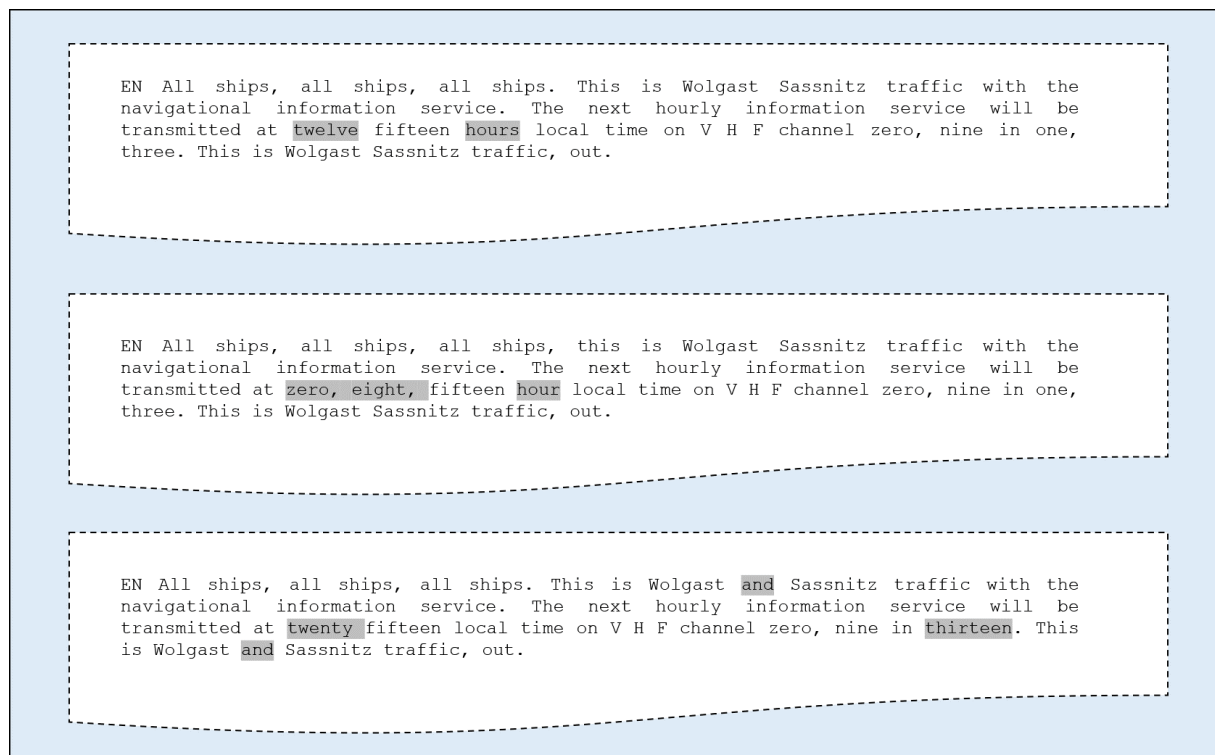 EN All ships, all ships, all ships. This is Wolgast Sassnitz traffic with the
navigational information service. The next hourly information service will be
transmitted at twelve fifteen hours local time on V H F channel zero, nine in one,
three. This is Wolgast Sassnitz traffic, out.
EN All ships, all ships, all ships, this is Wolgast Sassnitz traffic with the
navigational information service. The next hourly information service will be
transmitted at zero, eight, fifteen hour local time on V H F channel zero, nine in one,
three. This is Wolgast Sassnitz traffic, out.
EN All ships, all ships, all ships. This is Wolgast and Sassnitz traffic with the
navigational information service. The next hourly information service will be
transmitted at twenty fifteen local time on V H F channel zero, nine in thirteen. This
is Wolgast and Sassnitz traffic, out.